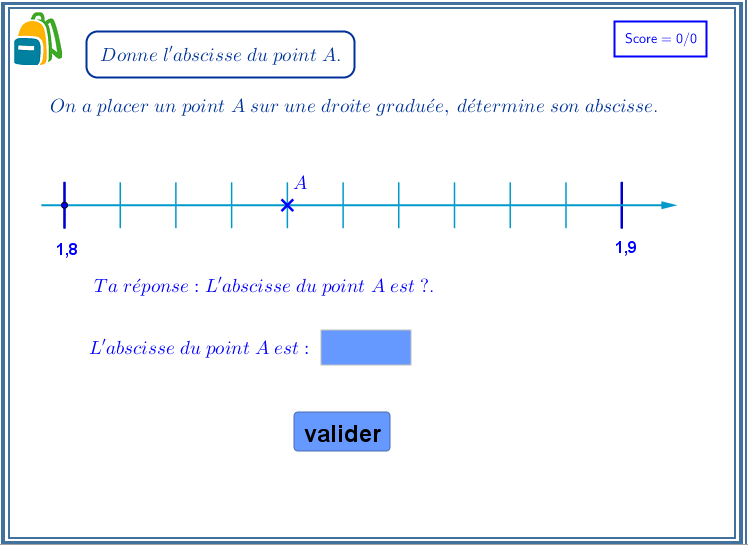 Donne l'abscisse du point A.
Score = 0/0
On a placer un point A sur une droite graduée, détermine son abscisse.
A
1,8
1,9
Ta réponse : L'abscisse du point A est ?.
L'abscisse du point A est :
valider